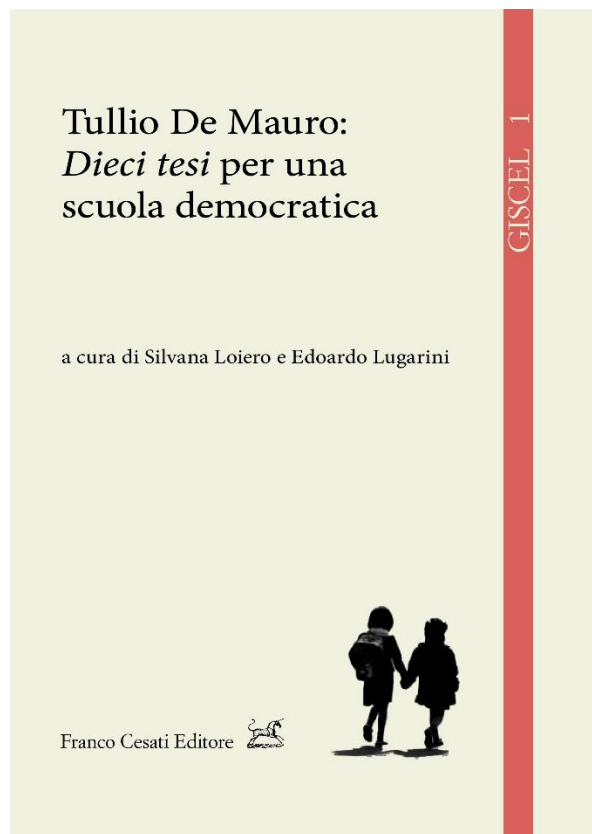 Tullio De Mauro:
Dieci tesi per una
scuola democratica
a cura di Silvana Loiero e Edoardo Lugarini
Franco Cesati Editore
GISCEL 1